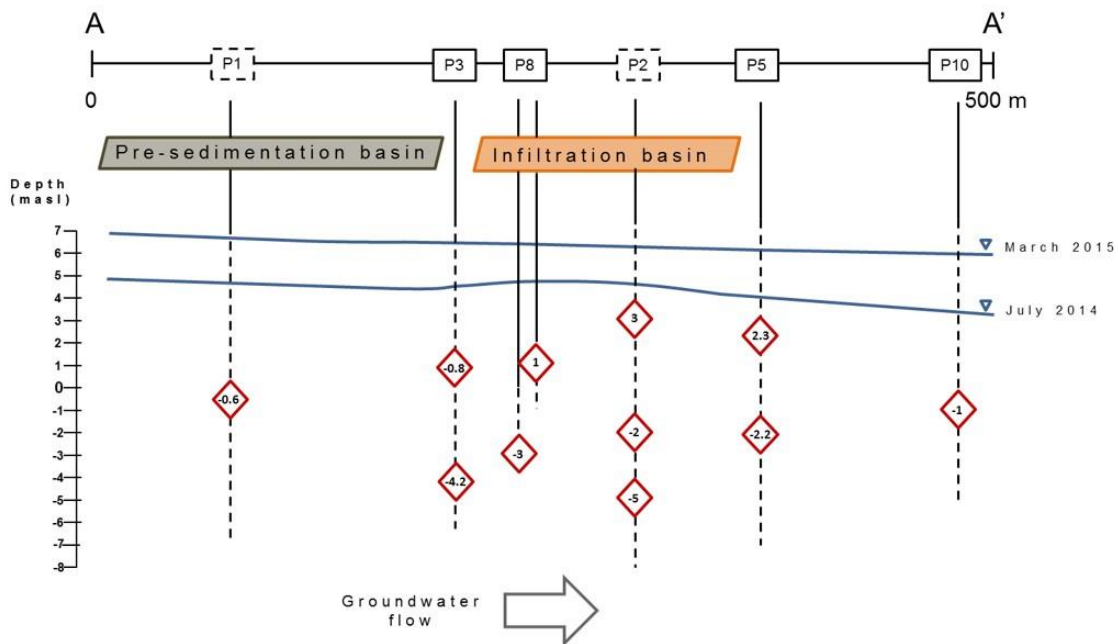 A A'
P1 P3 P8 P2 P5 P10
0 500 m
Pre-sedimentation basin Infiltration basin
Depth
(masl)
7
6 March 2015
5
4
3 3 July 2014
2 2.3
1 -0.8 1
0
-1 -0.6 -1
-2 -2 -2.2
-3 -3
-4 -4.2
-5 -5
-6
-7
-8
Groundwater
flow